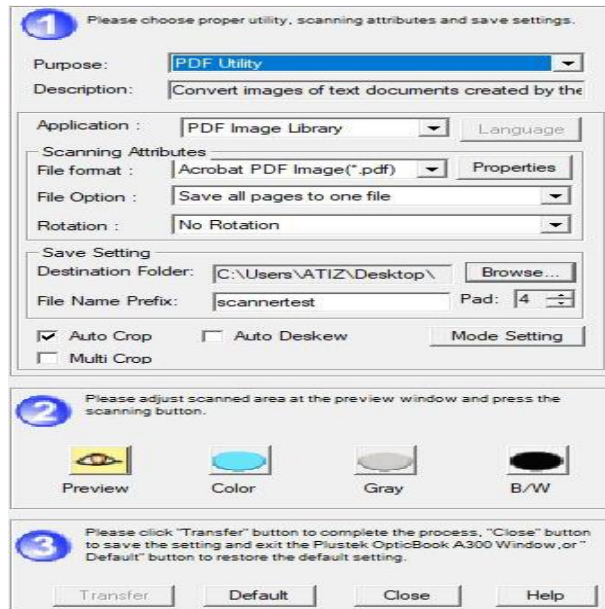 1
Please choose proper utility, scanning attributes and save settings.
Purpose: PDF Utility
Description: Convert images of text documents created by the
Application : PDF Image Library Language
Scanning Attributes
File format : Acrobat PDF Image(*.pdf) Properties
File Option : Save all pages to one file
Rotation : No Rotation
Save Setting
Destination Folder: C:\Users\ATIZ\Desktop\ Browse...
File Name Prefix: scannertest Pad: 4
Auto Crop Auto Deskew Mode Setting
Multi Crop
2
Please adjust scanned area at the preview window and press the
scanning button.
Preview Color Gray B/W
3
Please click "Transfer" button to complete the process, "Close" button
to save the setting and exit the Plustek OpticBook A300 Window,or "
Default" button to restore the default setting.
Transfer Default Close Help